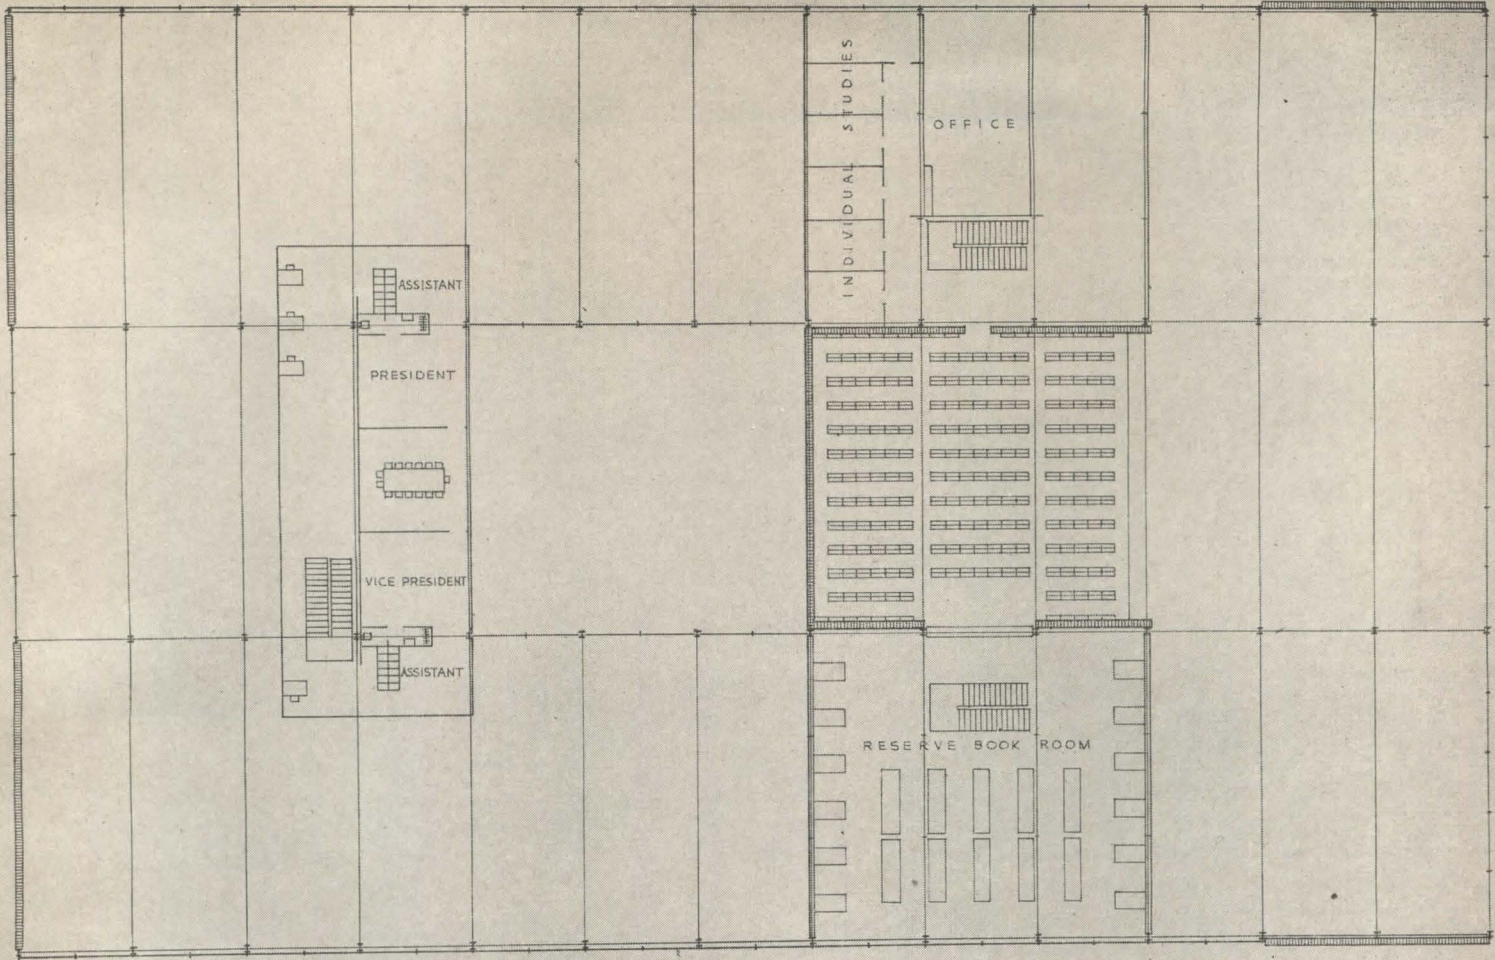 INDIVIDUAL STUDIES
OFFICE
ASSISTANT
PRESIDENT
VICE PRESIDENT
ASSISTANT
RESERVE BOOK ROOM